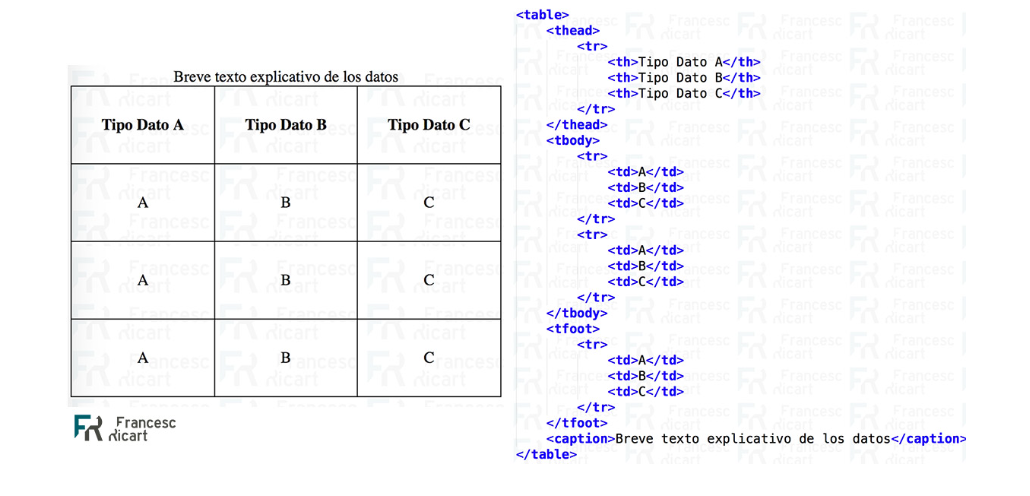 Breve texto explicativo de los datos
Tipo Dato A Tipo Dato B Tipo Dato C
A B C
A B C
A B C
Francesc
Ricart
<table>
<thead>
<tr>
<th>Tipo Dato A</th>
<th>Tipo Dato B</th>
<th>Tipo Dato C</th>
</tr>
</thead>
<tbody>
<tr>
<td>A</td>
<td>B</td>
<td>C</td>
</tr>
<tr>
<td>A</td>
<td>B</td>
<td>C</td>
</tr>
</tbody>
<tfoot>
<tr>
<td>A</td>
<td>B</td>
<td>C</td>
</tr>
</tfoot>
<caption>Breve texto explicativo de los datos</caption>
</table>